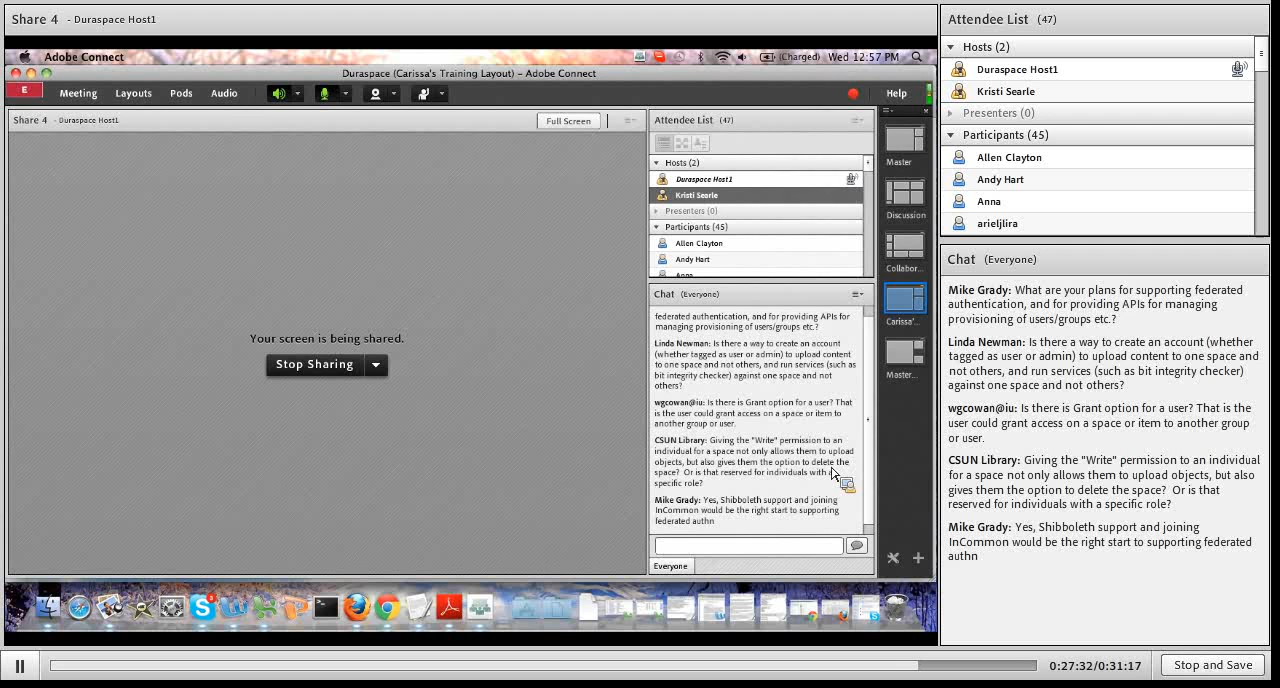 Share 4 - Duraspace Host1
Adobe Connect
(Charged) Wed 12:57 PM
Duraspace (Carissa's Training Layout) – Adobe Connect
Meeting Layouts Pods Audio Help
Share 4 - Duraspace Host1
Full Screen
Your screen is being shared.
Stop Sharing
Attendee List (47)
Hosts (2)
Duraspace Host1
Kristi Searle
Presenters (0)
Participants (45)
Allen Clayton
Andy Hart
Anna
Chat (Everyone)
federated authentication, and for providing APIs for
managing provisioning of users/groups etc.?
Linda Newman: Is there a way to create an account
(whether tagged as user or admin) to upload content
to one space and not others, and run services (such as
bit integrity checker) against one space and not
others?
wgcowan@iu: Is there is Grant option for a user? That
is the user could grant access on a space or item to
another group or user.
CSUN Library: Giving the "Write" permission to an
individual for a space not only allows them to upload
objects, but also gives them the option to delete the
space? Or is that reserved for individuals with a
specific role?
Mike Grady: Yes, Shibboleth support and joining
InCommon would be the right start to supporting
federated authn
Everyone
Master
Discussion
Collabor...
Carissa'...
Master...
Attendee List (47)
Hosts (2)
Duraspace Host1
Kristi Searle
Presenters (0)
Participants (45)
Allen Clayton
Andy Hart
Anna
arieljlira
Chat (Everyone)
Mike Grady: What are your plans for supporting federated
authentication, and for providing APIs for managing
provisioning of users/groups etc.?
Linda Newman: Is there a way to create an account (whether
tagged as user or admin) to upload content to one space and
not others, and run services (such as bit integrity checker)
against one space and not others?
wgcowan@iu: Is there is Grant option for a user? That is the
user could grant access on a space or item to another group
or user.
CSUN Library: Giving the "Write" permission to an individual
for a space not only allows them to upload objects, but also
gives them the option to delete the space? Or is that
reserved for individuals with a specific role?
Mike Grady: Yes, Shibboleth support and joining
InCommon would be the right start to supporting federated
authn
0:27:32/0:31:17
Stop and Save